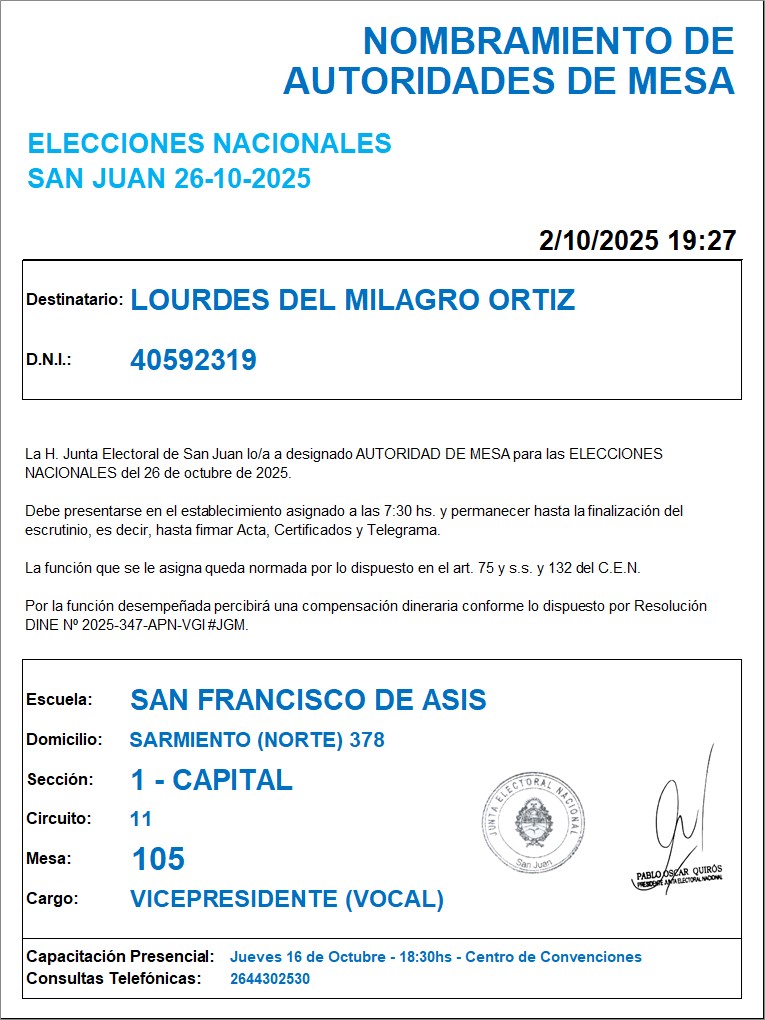 NOMBRAMIENTO DE
AUTORIDADES DE MESA
ELECCIONES NACIONALES
SAN JUAN 26-10-2025
2/10/2025 19:27
Destinatario: LOURDES DEL MILAGRO ORTIZ
D.N.I.: 40592319
La H. Junta Electoral de San Juan lo/a a designado AUTORIDAD DE MESA para las ELECCIONES
NACIONALES del 26 de octubre de 2025.
Debe presentarse en el establecimiento asignado a las 7:30 hs. y permanecer hasta la finalización del
escrutinio, es decir, hasta firmar Acta, Certificados y Telegrama.
La función que se le asigna queda normada por lo dispuesto en el art. 75 y s.s. y 132 del C.E.N.
Por la función desempeñada percibirá una compensación dineraria conforme lo dispuesto por Resolución
DINE Nº 2025-347-APN-VGI#JGM.
Escuela: SAN FRANCISCO DE ASIS
Domicilio: SARMIENTO (NORTE) 378
Sección: 1 - CAPITAL
Circuito: 11
Mesa: 105
Cargo: VICEPRESIDENTE (VOCAL)
JUNTA ELECTORAL NACIONAL
San Juan
PABLO OSCAR QUIRÓS
PRESIDENTE JUNTA ELECTORAL NACIONAL
Capacitación Presencial: Jueves 16 de Octubre - 18:30hs - Centro de Convenciones
Consultas Telefónicas: 2644302530